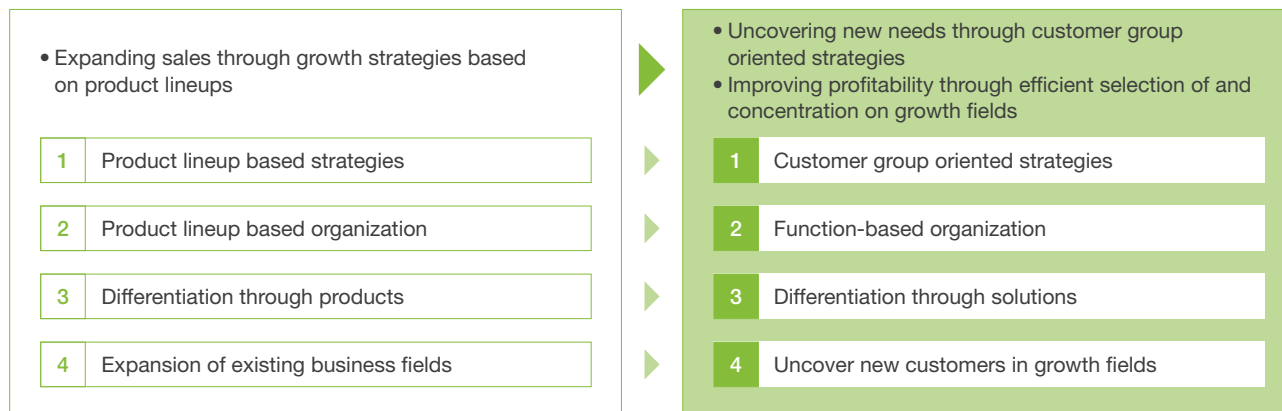 • Expanding sales through growth strategies based
on product lineups
1 Product lineup based strategies
2 Product lineup based organization
3 Differentiation through products
4 Expansion of existing business fields
• Uncovering new needs through customer group
oriented strategies
• Improving profitability through efficient selection of and
concentration on growth fields
1 Customer group oriented strategies
2 Function-based organization
3 Differentiation through solutions
4 Uncover new customers in growth fields